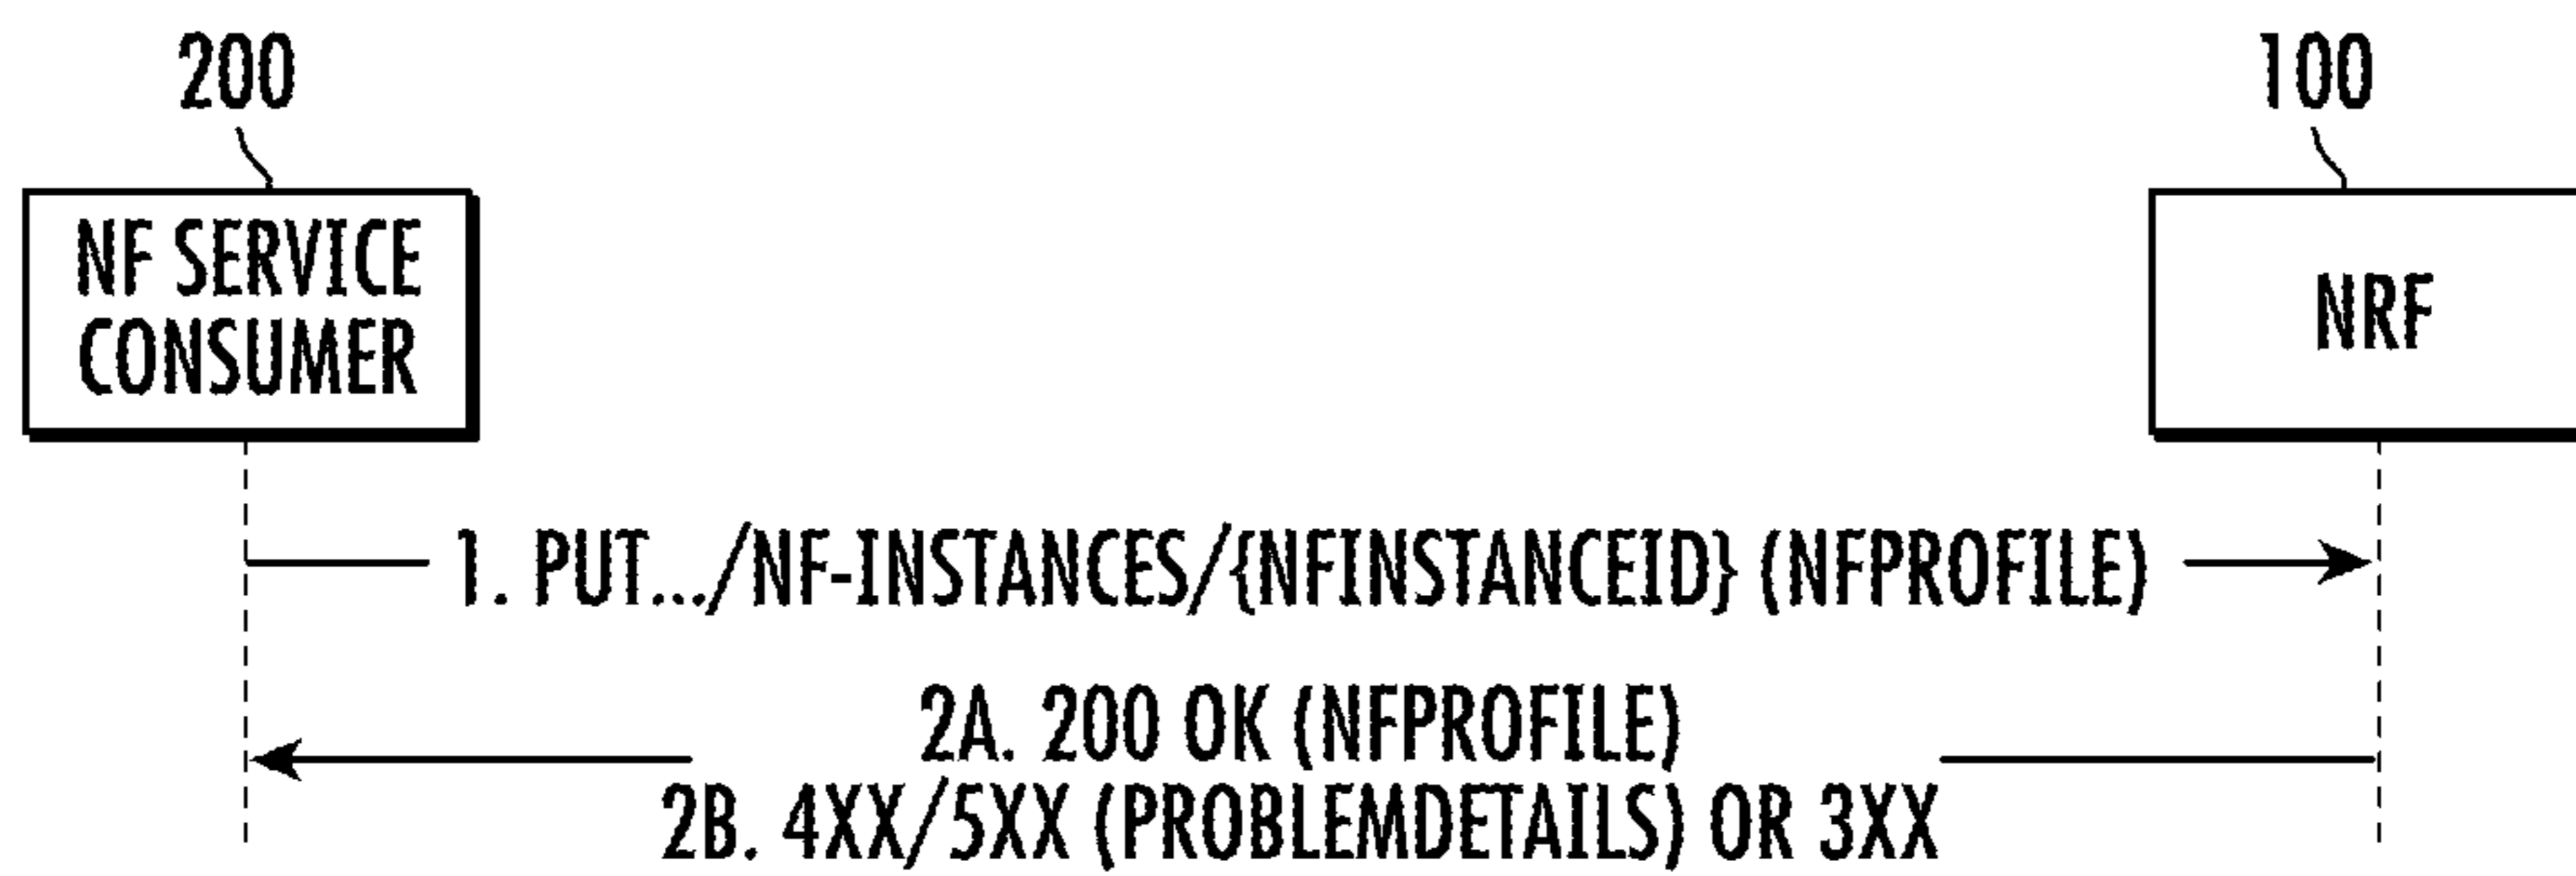 200
100
NF SERVICE
CONSUMER
NRF
1. PUT.../NF-INSTANCES/{NFINSTANCEID} (NFPROFILE)
2A. 200 OK (NFPROFILE)
2B. 4XX/5XX (PROBLEMDETAILS) OR 3XX